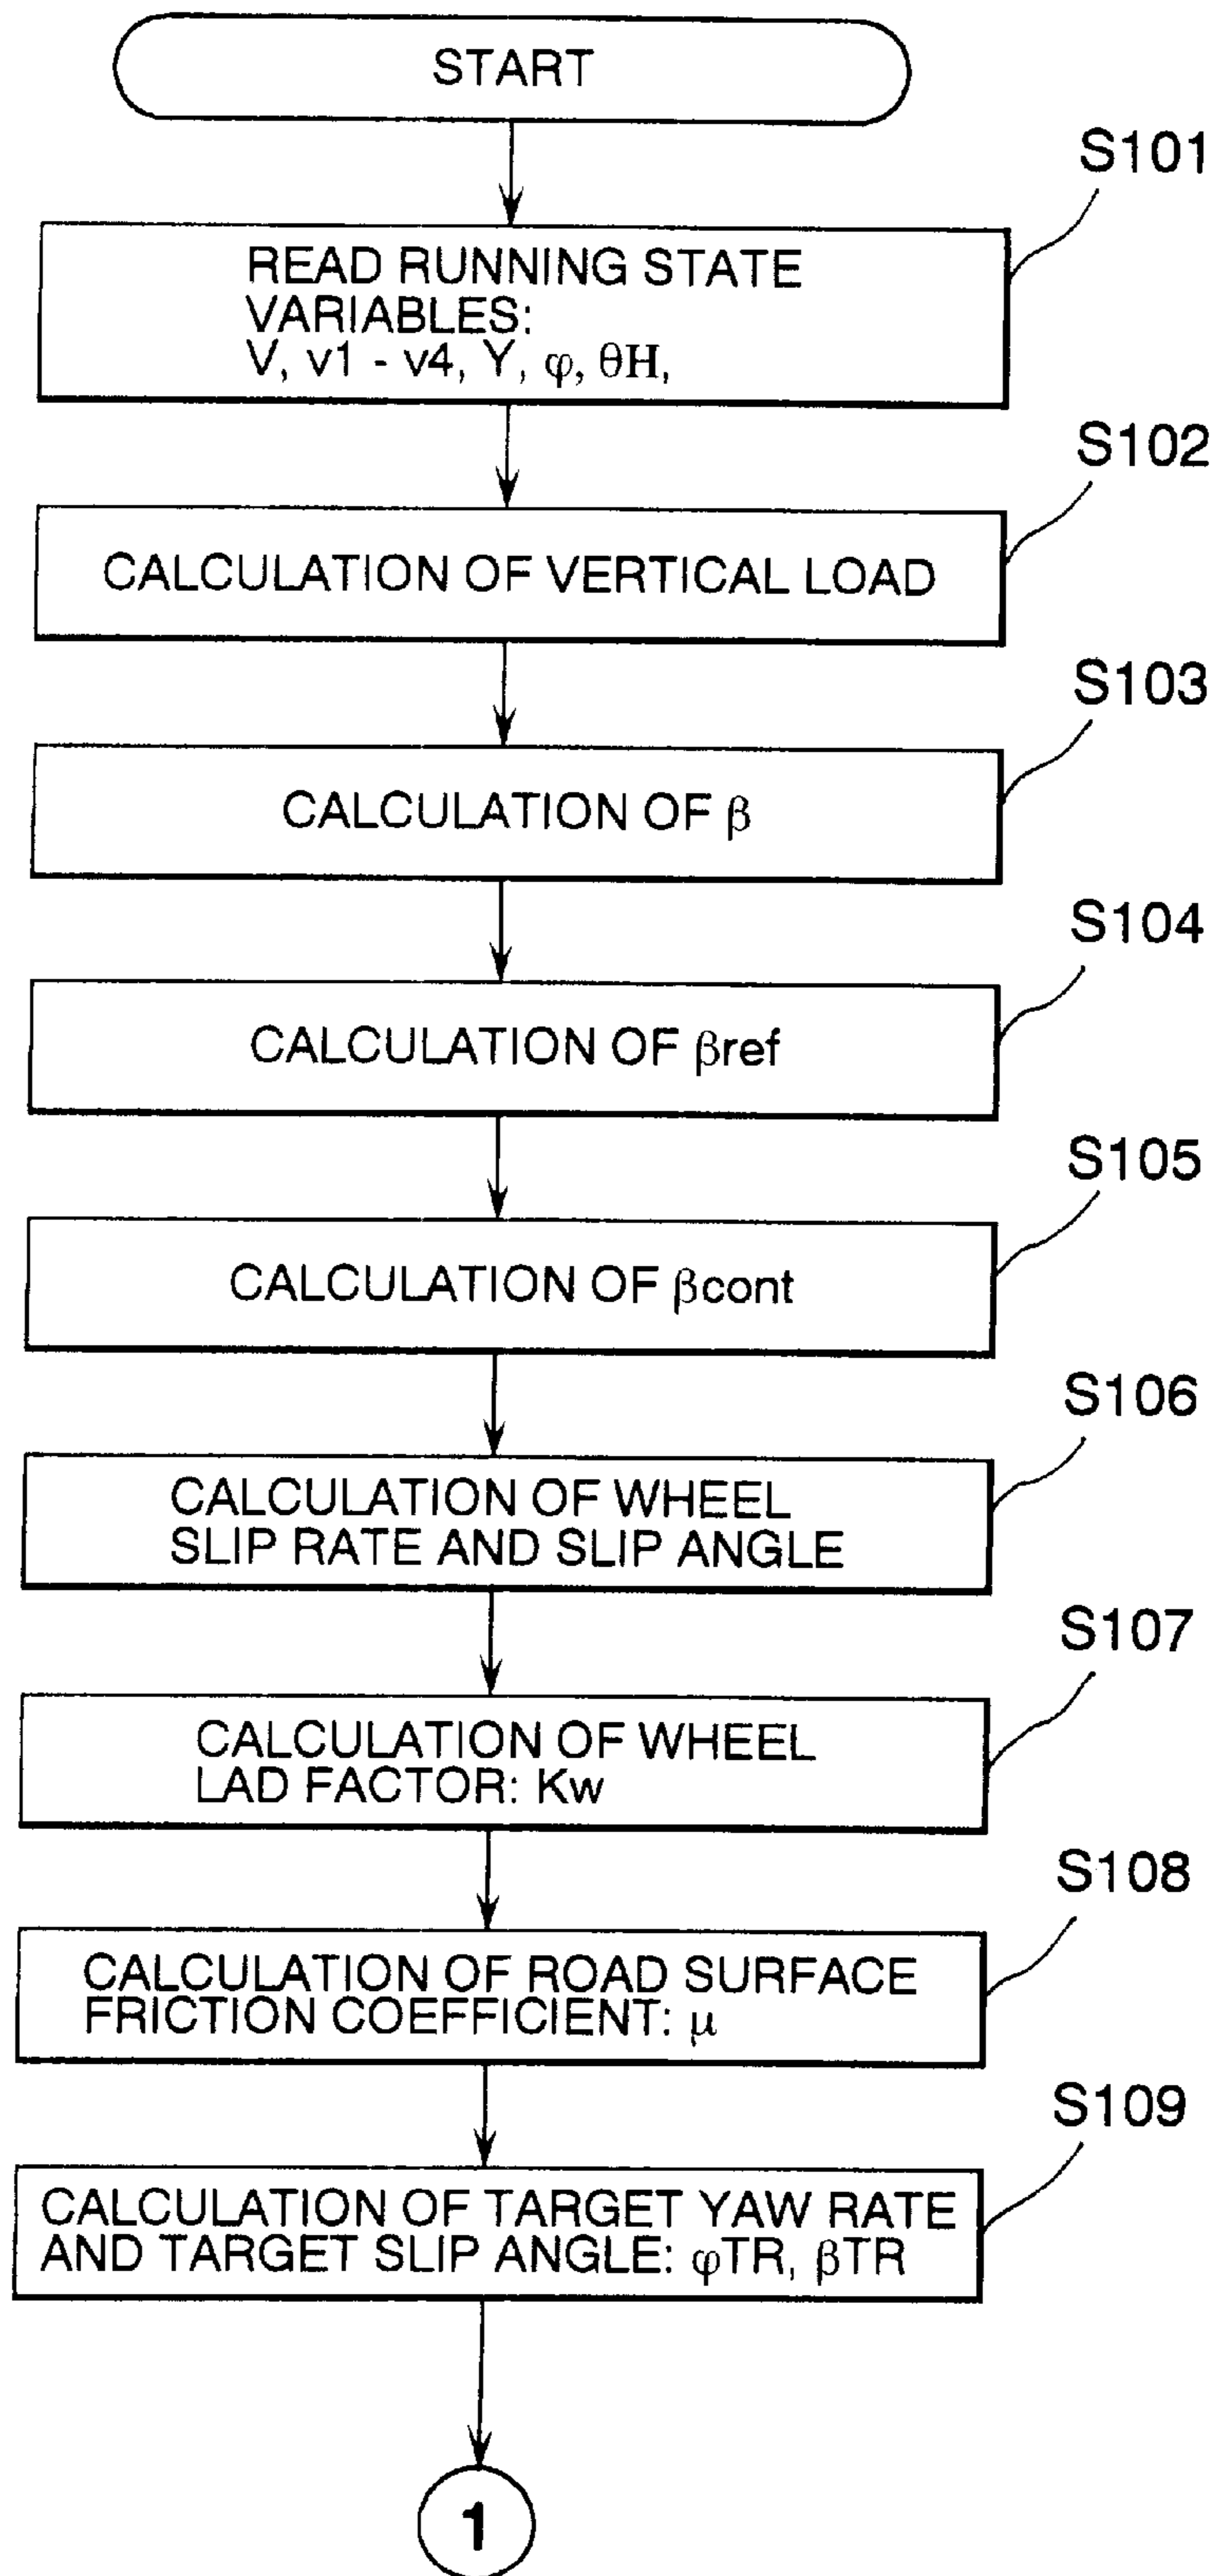 START
S101
READ RUNNING STATE
VARIABLES:
V, v1 - v4, Y, φ, θH,
S102
CALCULATION OF VERTICAL LOAD
S103
CALCULATION OF β
S104
CALCULATION OF βref
S105
CALCULATION OF βcont
S106
CALCULATION OF WHEEL
SLIP RATE AND SLIP ANGLE
S107
CALCULATION OF WHEEL
LAD FACTOR: Kw
S108
CALCULATION OF ROAD SURFACE
FRICTION COEFFICIENT: μ
S109
CALCULATION OF TARGET YAW RATE
AND TARGET SLIP ANGLE: φTR, βTR
1